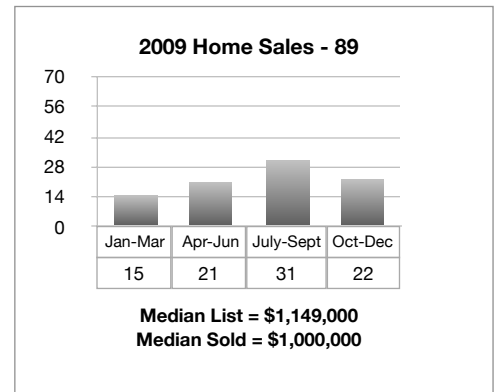 2009 Home Sales - 89
70
56
42
28
14
0
Jan-Mar Apr-Jun July-Sept Oct-Dec
15 21 31 22
Median List = $1,149,000
Median Sold = $1,000,000